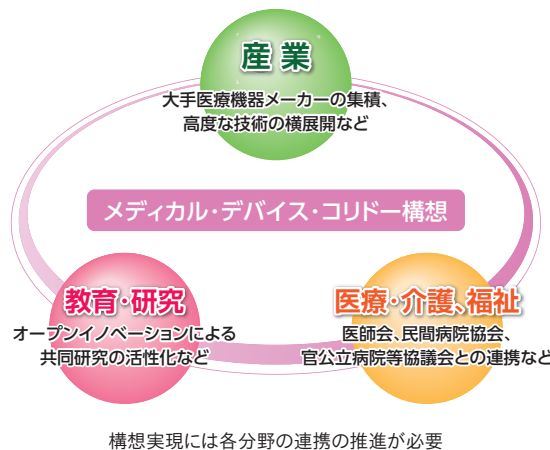 産 業
大手医療機器メーカーの集積、
高度な技術の横展開など
メディカル・デバイス・コリドー構想
教育・研究
オープンイノベーションによる
共同研究の活性化など
医療・介護、福祉
医師会、民間病院協会、
官公立病院等協議会との連携など
構想実現には各分野の連携の推進が必要